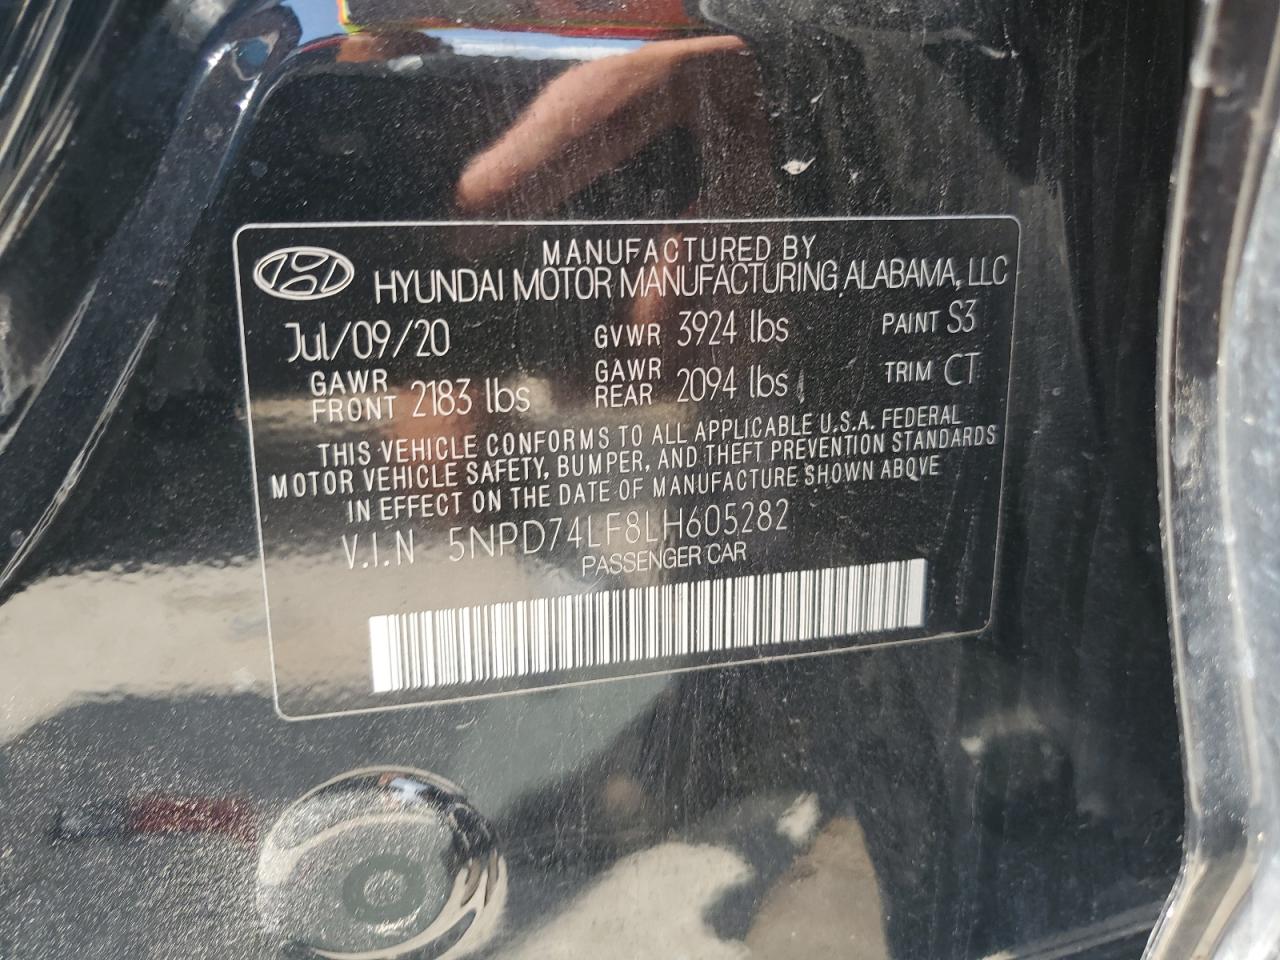 MANUFACTURED BY
HYUNDAI MOTOR MANUFACTURING ALABAMA, LLC
Jul/09/20 GVWR 3924 lbs PAINT S3
GAWR FRONT 2183 lbs GAWR REAR 2094 lbs TRIM CT
THIS VEHICLE CONFORMS TO ALL APPLICABLE U.S.A. FEDERAL
MOTOR VEHICLE SAFETY, BUMPER, AND THEFT PREVENTION STANDARDS
IN EFFECT ON THE DATE OF MANUFACTURE SHOWN ABOVE
V.I.N 5NPD74LF8LH605282
PASSENGER CAR